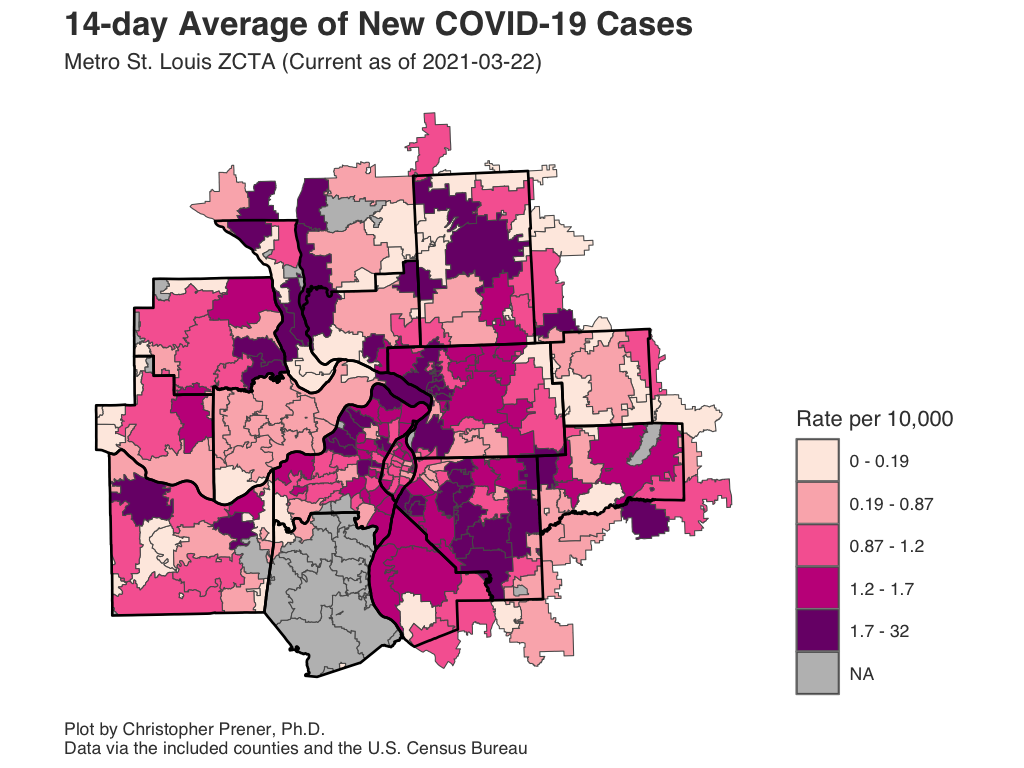 14-day Average of New COVID-19 Cases
Metro St. Louis ZCTA (Current as of 2021-03-22)
Rate per 10,000
0 - 0.19
0.19 - 0.87
0.87 - 1.2
1.2 - 1.7
1.7 - 32
NA
Plot by Christopher Prener, Ph.D.
Data via the included counties and the U.S. Census Bureau